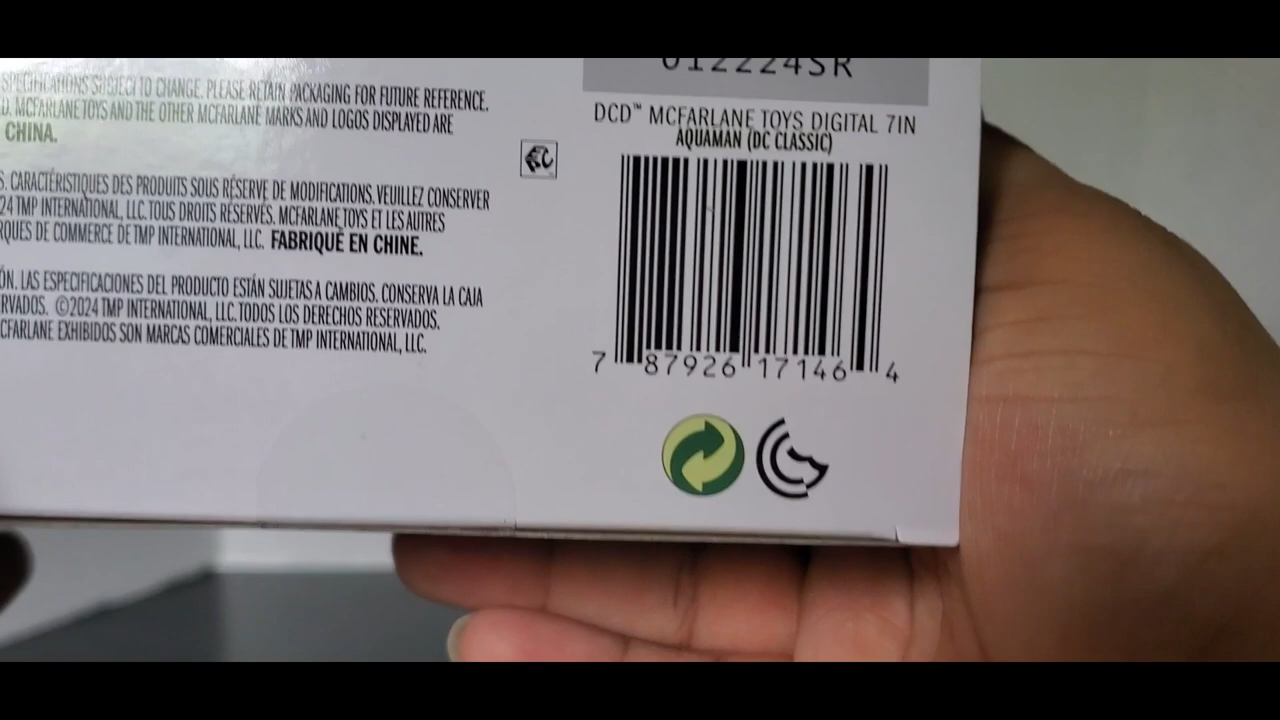 SPECIFICATIONS SUBJECT TO CHANGE. PLEASE RETAIN PACKAGING FOR FUTURE REFERENCE.
D. MCFARLANE TOYS AND THE OTHER MCFARLANE MARKS AND LOGOS DISPLAYED ARE
CHINA.
S. CARACTÉRISTIQUES DES PRODUITS SOUS RÉSERVE DE MODIFICATIONS. VEUILLEZ CONSERVER
24 TMP INTERNATIONAL, LLC. TOUS DROITS RÉSERVÉS. MCFARLANE TOYS ET LES AUTRES
RQUES DE COMMERCE DE TMP INTERNATIONAL, LLC. FABRIQUÉ EN CHINE.
ÓN. LAS ESPECIFICACIONES DEL PRODUCTO ESTÁN SUJETAS A CAMBIOS. CONSERVA LA CAJA
RVADOS. ©2024 TMP INTERNATIONAL, LLC. TODOS LOS DERECHOS RESERVADOS.
CFARLANE EXHIBIDOS SON MARCAS COMERCIALES DE TMP INTERNATIONAL, LLC.
012224SR
DCD™ MCFARLANE TOYS DIGITAL 7IN
AQUAMAN (DC CLASSIC)
7 87926 17146 4